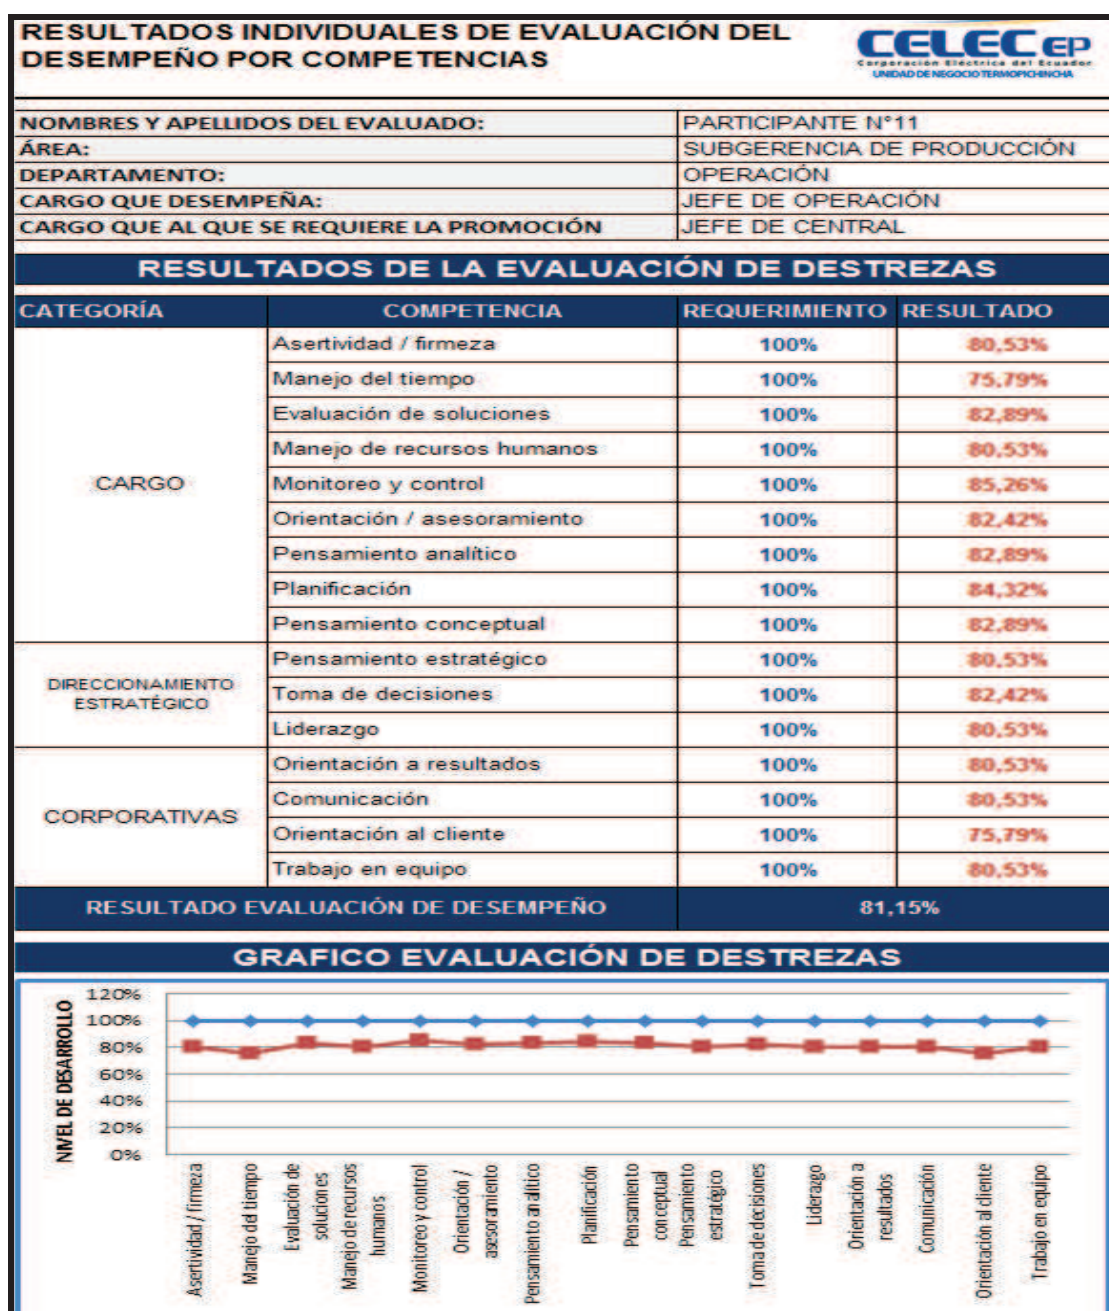 RESULTADOS INDIVIDUALES DE EVALUACIÓN DEL
DESEMPEÑO POR COMPETENCIAS
CELEC EP
Corporación Eléctrica del Ecuador
UNIDAD DE NEGOCIO TERMOPICHINCHA
NOMBRES Y APELLIDOS DEL EVALUADO: PARTICIPANTE N°11
ÁREA: SUBGERENCIA DE PRODUCCIÓN
DEPARTAMENTO: OPERACIÓN
CARGO QUE DESEMPEÑA: JEFE DE OPERACIÓN
CARGO QUE AL QUE SE REQUIERE LA PROMOCIÓN JEFE DE CENTRAL
RESULTADOS DE LA EVALUACIÓN DE DESTREZAS
CATEGORÍA COMPETENCIA REQUERIMIENTO RESULTADO
CARGO
Asertividad / firmeza 100% 80,53%
Manejo del tiempo 100% 75,79%
Evaluación de soluciones 100% 82,89%
Manejo de recursos humanos 100% 80,53%
Monitoreo y control 100% 85,26%
Orientación / asesoramiento 100% 82,42%
Pensamiento analítico 100% 82,89%
Planificación 100% 84,32%
Pensamiento conceptual 100% 82,89%
DIRECCIONAMIENTO
ESTRATÉGICO
Pensamiento estratégico 100% 80,53%
Toma de decisiones 100% 82,42%
Liderazgo 100% 80,53%
CORPORATIVAS
Orientación a resultados 100% 80,53%
Comunicación 100% 80,53%
Orientación al cliente 100% 75,79%
Trabajo en equipo 100% 80,53%
RESULTADO EVALUACIÓN DE DESEMPEÑO 81,15%
GRAFICO EVALUACIÓN DE DESTREZAS
NIVEL DE DESARROLLO
120%
100%
80%
60%
40%
20%
0%
Asertividad / firmeza
Manejo del tiempo
Evaluación de
soluciones
Manejo de recursos
humanos
Monitoreo y control
Orientación /
asesoramiento
Pensamiento analítico
Planificación
Pensamiento
conceptual
Pensamiento
estratégico
Toma de decisiones
Liderazgo
Orientación a
resultados
Comunicación
Orientación al cliente
Trabajo en equipo